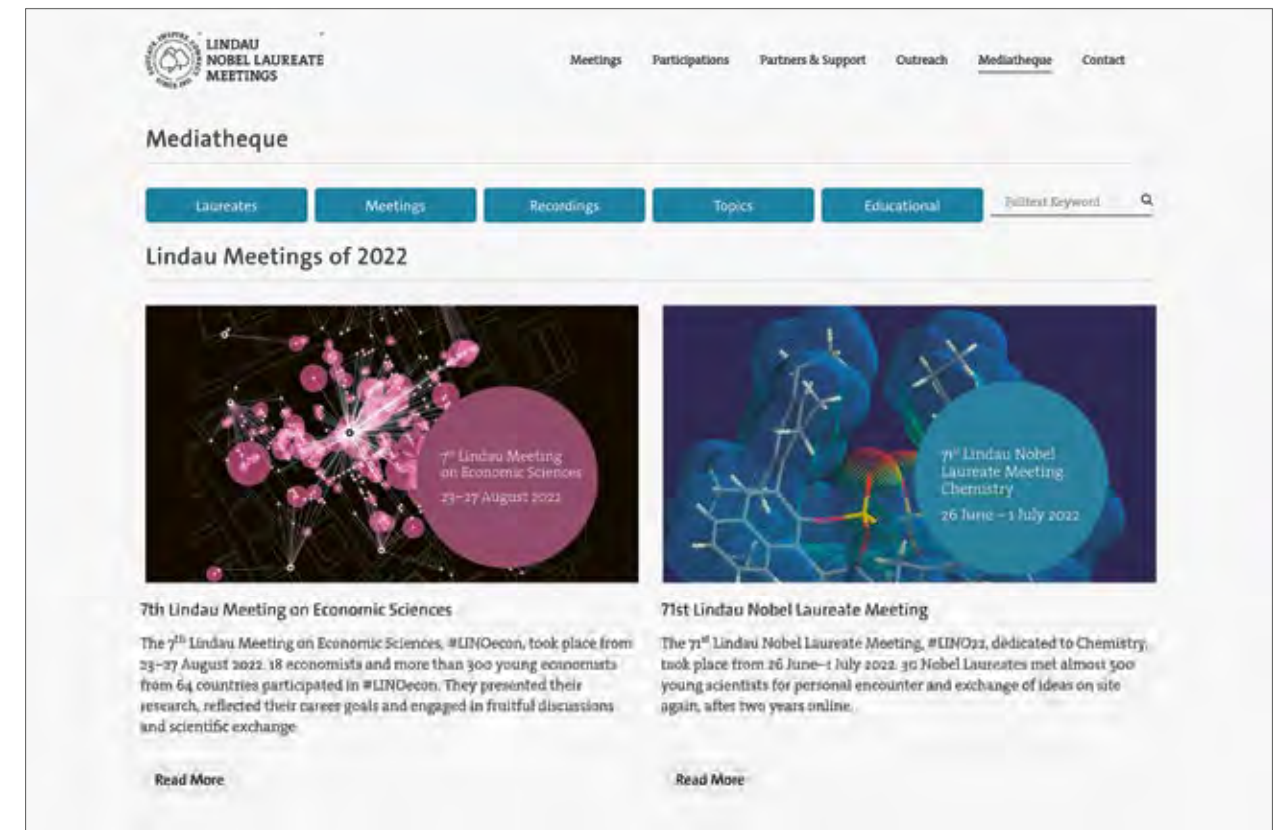 LINDAU
NOBEL LAUREATE
MEETINGS
Meetings Participations Partners & Support Outreach Mediatheque Contact
Mediatheque
Laureates Meetings Recordings Topics Educational Fulltext Keyword
Lindau Meetings of 2022
7th Lindau Meeting
on Economic Sciences
23–27 August 2022
71st Lindau Nobel
Laureate Meeting
Chemistry
26 June – 1 July 2022
7th Lindau Meeting on Economic Sciences
The 7th Lindau Meeting on Economic Sciences, #LINOecon, took place from
23–27 August 2022. 18 economists and more than 300 young economists
from 64 countries participated in #LINOecon. They presented their
research, reflected their career goals and engaged in fruitful discussions
and scientific exchange
Read More
71st Lindau Nobel Laureate Meeting
The 71st Lindau Nobel Laureate Meeting, #LINO22, dedicated to Chemistry,
took place from 26 June–1 July 2022. 30 Nobel Laureates met almost 500
young scientists for personal encounter and exchange of ideas on site
again, after two years online.
Read More